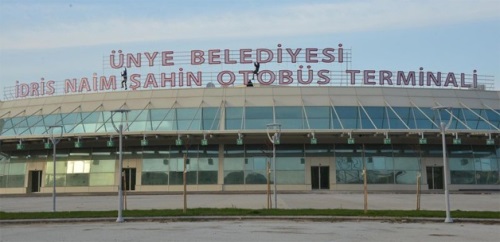 ÜNYE BELEDİYESİ
İDRİS NAİM ŞAHİN OTOBÜS TERMİNALİ